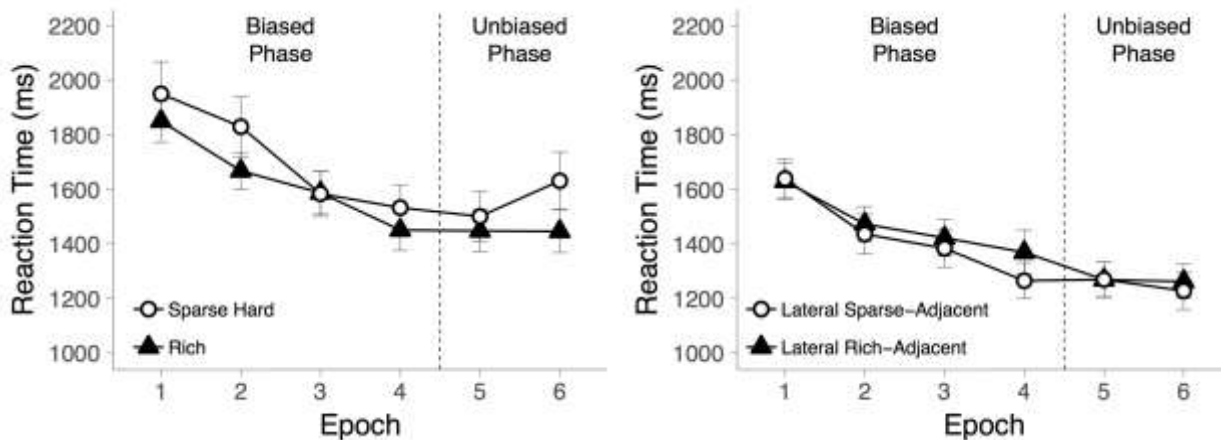 2200
2000
1800
1600
1400
1200
1000
Reaction Time (ms)
Biased
Phase
Unbiased
Phase
Sparse Hard
Rich
1 2 3 4 5 6
Epoch
2200
2000
1800
1600
1400
1200
1000
Reaction Time (ms)
Biased
Phase
Unbiased
Phase
Lateral Sparse–Adjacent
Lateral Rich–Adjacent
1 2 3 4 5 6
Epoch